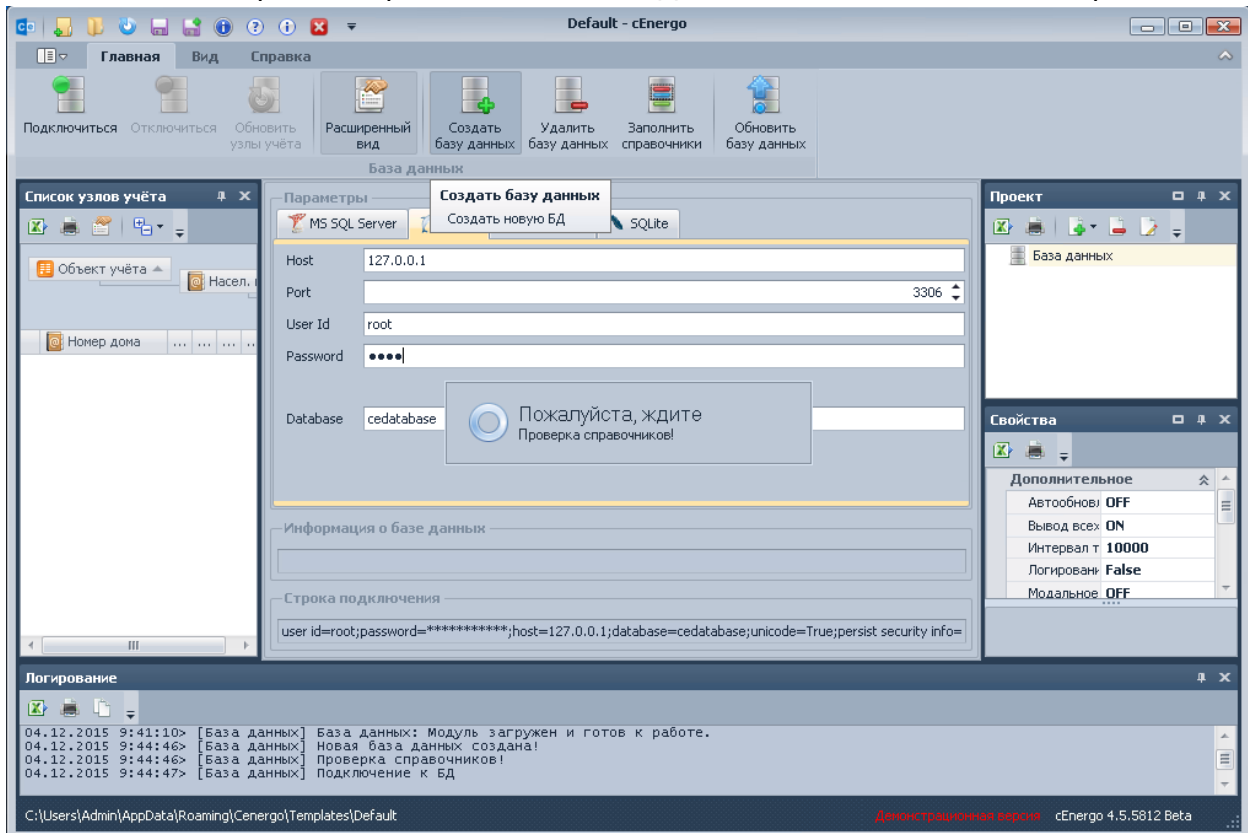 Default - cEnergo
Главная Вид Справка
Подключиться Отключиться Обновить узлы учёта Расширенный вид Создать базу данных Удалить базу данных Заполнить справочники Обновить базу данных
База данных
Список узлов учёта
Объект учёта
Насел.
Номер дома ... ... ... ...
Параметры
Создать базу данных
Создать новую БД
MS SQL Server SQLite
Host 127.0.0.1
Port 3306
User Id root
Password ●●●●
Database cedatabase
Пожалуйста, ждите
Проверка справочников!
Информация о базе данных
Строка подключения
user id=root;password=***********;host=127.0.0.1;database=cedatabase;unicode=True;persist security info=
Проект
База данных
Свойства
Дополнительное
Автообнов OFF
Вывод всех ON
Интервал т 10000
Логировани False
Модальное OFF
Логирование
04.12.2015 9:41:10> [База данных] База данных: Модуль загружен и готов к работе.
04.12.2015 9:44:46> [База данных] Новая база данных создана!
04.12.2015 9:44:46> [База данных] Проверка справочников!
04.12.2015 9:44:47> [База данных] Подключение к БД
C:\Users\Admin\AppData\Roaming\Cenergo\Templates\Default
Демонстрационная версия cEnergo 4.5.5812 Beta